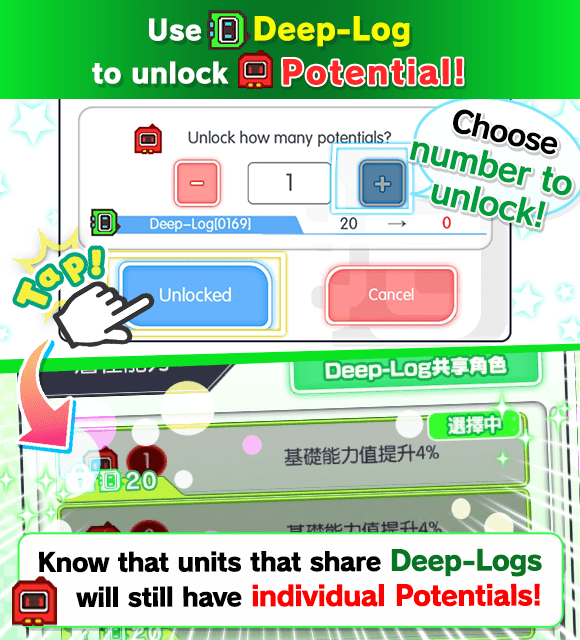 Use Deep-Log
to unlock Potential!
Unlock how many potentials?
Choose
number to
unlock!
- 1 +
Deep-Log[0169] 20 → 0
Tap!
Unlocked Cancel
Deep-Log共享角色
選擇中
1 基礎能力值提升4%
20
基礎能力值提升4%
Know that units that share Deep-Logs
will still have individual Potentials!
20